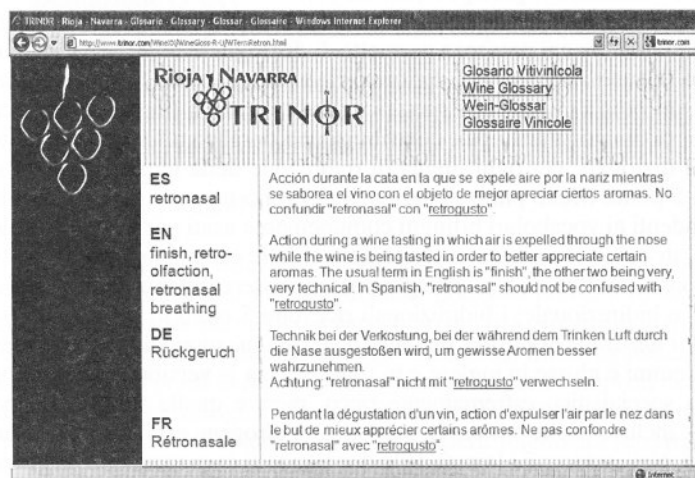 TRINOR - Rioja - Navarra - Glosario - Glossary - Glossar - Glossaire - Windows Internet Explorer
http://www.trinor.com/
trinor.com
Rioja y Navarra
TRINOR
N
Glosario Vitivinícola
Wine Glossary
Wein-Glossar
Glossaire Vinicole
ES
retronasal
Acción durante la cata en la que se expele aire por la nariz mientras
se saborea el vino con el objeto de mejor apreciar ciertos aromas. No
confundir "retronasal" con "retrogusto".
EN
finish, retro-
olfaction,
retronasal
breathing
Action during a wine tasting in which air is expelled through the nose
while the wine is being tasted in order to better appreciate certain
aromas. The usual term in English is "finish", the other two being very,
very technical. In Spanish, "retronasal" should not be confused with
"retrogusto".
DE
Rückgeruch
Technik bei der Verkostung, bei der während dem Trinken Luft durch
die Nase ausgestoßen wird, um gewisse Aromen besser
wahrzunehmen.
Achtung: "retronasal" nicht mit "retrogusto" verwechseln.
FR
Rétronasale
Pendant la dégustation d'un vin, action d'expulser l'air par le nez dans
le but de mieux apprécier certains arômes. Ne pas confondre
"retronasal" avec "retrogusto".
Internet